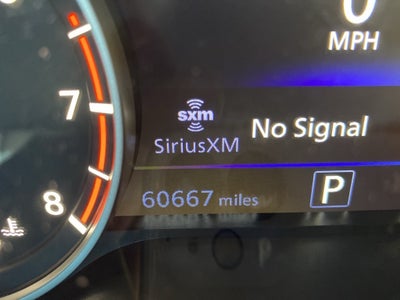 0
MPH
7
sxm
SiriusXM
No Signal
8
60667 miles
P